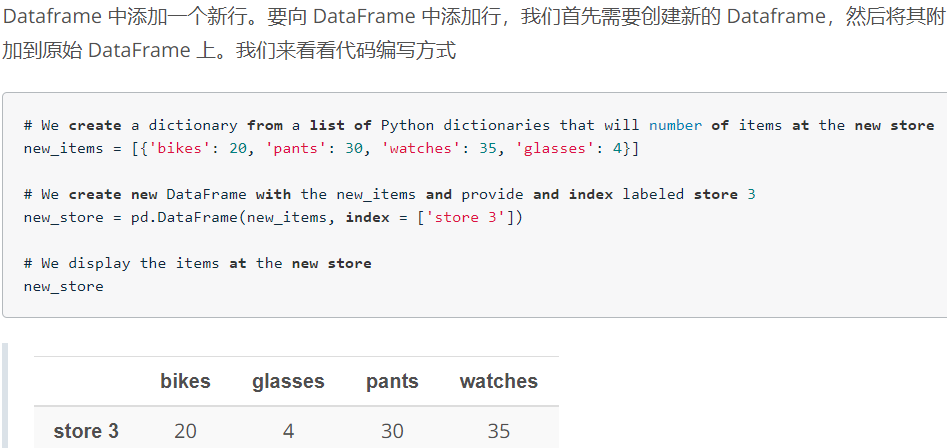 Dataframe 中添加一个新行。要向 DataFrame 中添加行，我们首先需要创建新的 Dataframe，然后将其附
加到原始 DataFrame 上。我们来看看代码编写方式
# We create a dictionary from a list of Python dictionaries that will number of items at the new store
new_items = [{'bikes': 20, 'pants': 30, 'watches': 35, 'glasses': 4}]
# We create new DataFrame with the new_items and provide and index labeled store 3
new_store = pd.DataFrame(new_items, index = ['store 3'])
# We display the items at the new store
new_store
bikes glasses pants watches
store 3 20 4 30 35